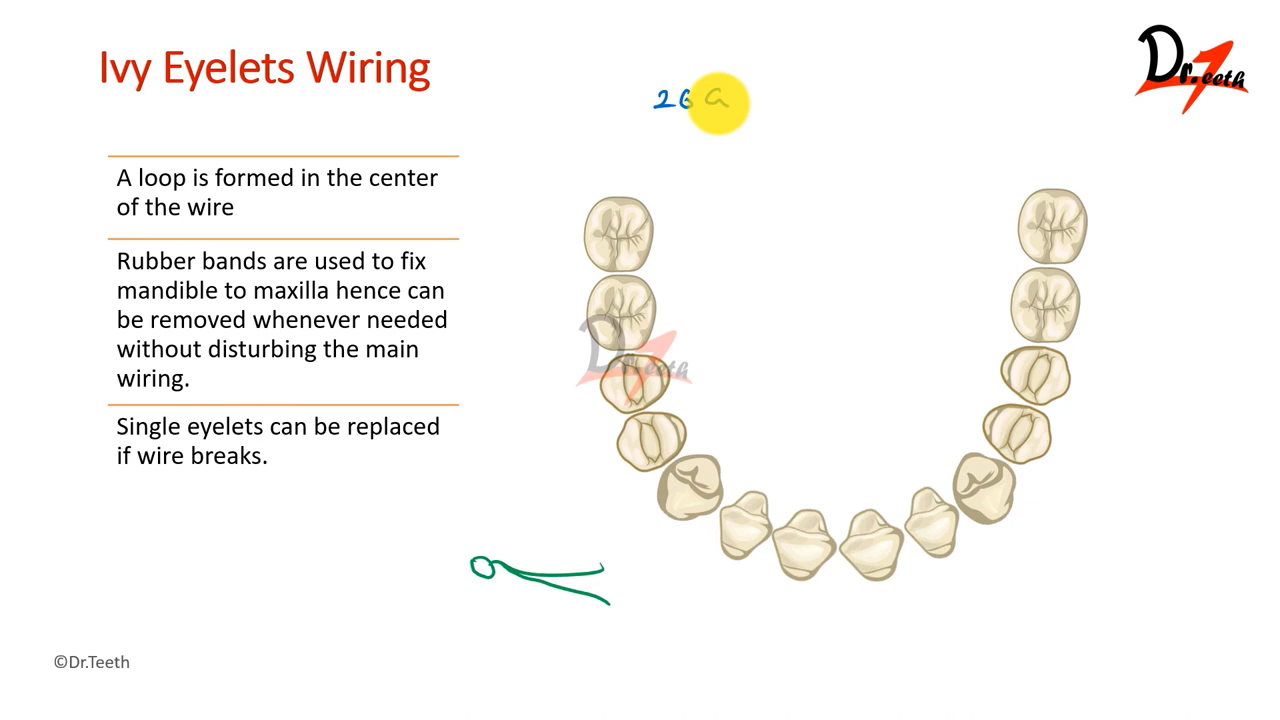 Ivy Eyelets Wiring
26 G
Dr. Teeth
A loop is formed in the center
of the wire
Rubber bands are used to fix
mandible to maxilla hence can
be removed whenever needed
without disturbing the main
wiring.
Single eyelets can be replaced
if wire breaks.
Dr. Teeth
©Dr.Teeth